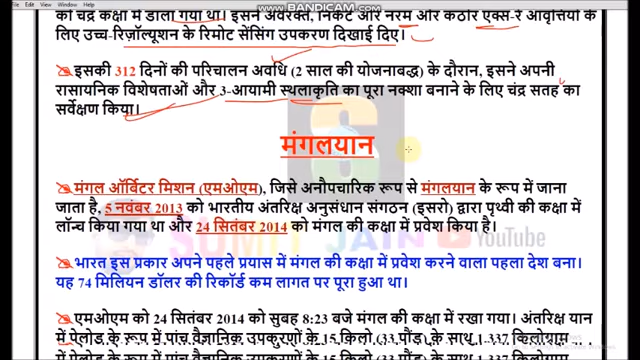 www.BANDICAM.com
को चंद्र कक्षा में डाला गया था। इसने अवरक्त, निकट और नरम और कठोर एक्स-रे आवृत्तियों के
लिए उच्च-रिज़ॉल्यूशन के रिमोट सेंसिंग उपकरण दिखाई दिए।
इसकी 312 दिनों की परिचालन अवधि (2 साल की योजनाबद्ध) के दौरान, इसने अपनी
रासायनिक विशेषताओं और 3-आयामी स्थलाकृति का पूरा नक्शा बनाने के लिए चंद्र सतह का
सर्वेक्षण किया।
मंगलयान
मंगल ऑर्बिटर मिशन (एमओएम), जिसे अनौपचारिक रूप से मंगलयान के रूप में जाना
जाता है, 5 नवंबर 2013 को भारतीय अंतरिक्ष अनुसंधान संगठन (इसरो) द्वारा पृथ्वी की कक्षा में
लॉन्च किया गया था और 24 सितंबर 2014 को मंगल की कक्षा में प्रवेश किया है।
SUMIT JAIN YouTube
भारत इस प्रकार अपने पहले प्रयास में मंगल की कक्षा में प्रवेश करने वाला पहला देश बना।
यह 74 मिलियन डॉलर की रिकॉर्ड कम लागत पर पूरा हुआ था।
एमओएम को 24 सितंबर 2014 को सुबह 8:23 बजे मंगल की कक्षा में रखा गया। अंतरिक्ष यान
में पेलोड के रूप में पांच वैज्ञानिक उपकरणों के 15 किलो (33 पौंड) के साथ 1,337 किलोग्राम